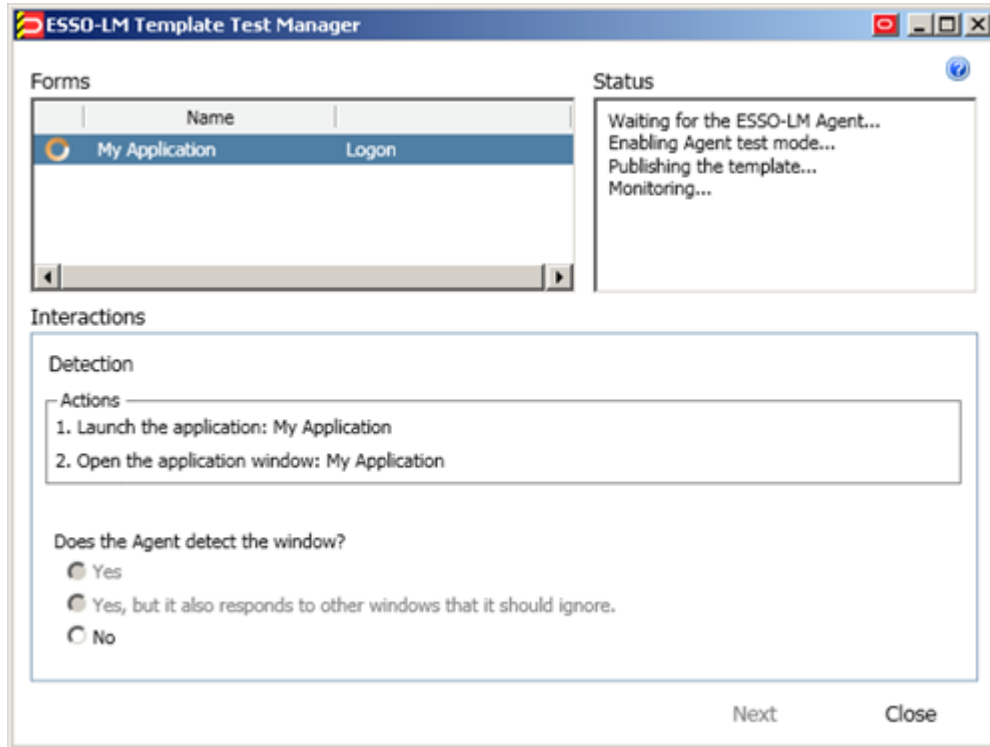 ESSO-LM Template Test Manager
Forms
Status
Name
My Application Logon
Waiting for the ESSO-LM Agent...
Enabling Agent test mode...
Publishing the template...
Monitoring...
Interactions
Detection
Actions
1. Launch the application: My Application
2. Open the application window: My Application
Does the Agent detect the window?
Yes
Yes, but it also responds to other windows that it should ignore.
No
Next Close